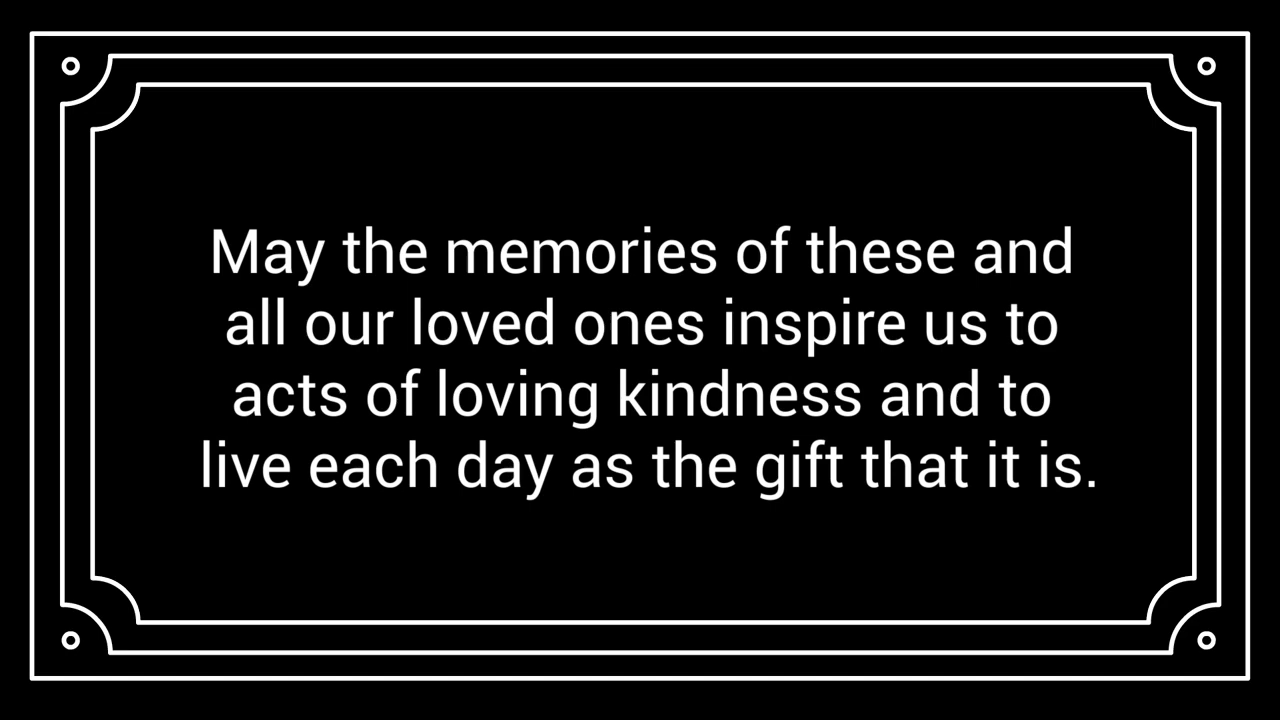 May the memories of these and
all our loved ones inspire us to
acts of loving kindness and to
live each day as the gift that it is.